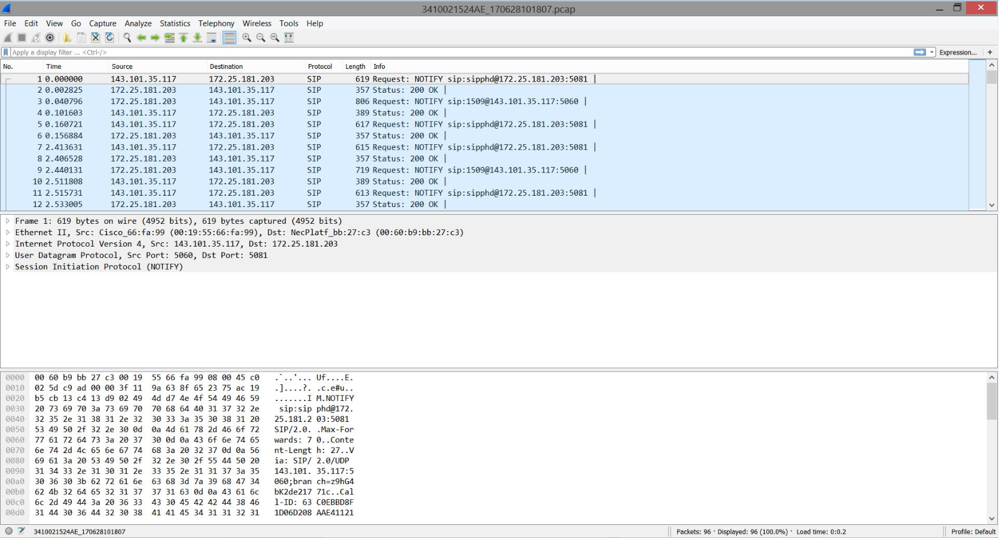 3410021524AE_170628101807.pcap
File Edit View Go Capture Analyze Statistics Telephony Wireless Tools Help
Apply a display filter ... <Ctrl-/> Expression... +
No. Time Source Destination Protocol Length Info
1 0.000000 143.101.35.117 172.25.181.203 SIP 619 Request: NOTIFY sip:sipphd@172.25.181.203:5081 |
2 0.002825 172.25.181.203 143.101.35.117 SIP 357 Status: 200 OK |
3 0.040796 172.25.181.203 143.101.35.117 SIP 806 Request: NOTIFY sip:1509@143.101.35.117:5060 |
4 0.101603 143.101.35.117 172.25.181.203 SIP 389 Status: 200 OK |
5 0.160721 143.101.35.117 172.25.181.203 SIP 617 Request: NOTIFY sip:sipphd@172.25.181.203:5081 |
6 0.156884 172.25.181.203 143.101.35.117 SIP 357 Status: 200 OK |
7 2.413631 143.101.35.117 172.25.181.203 SIP 615 Request: NOTIFY sip:sipphd@172.25.181.203:5081 |
8 2.406528 172.25.181.203 143.101.35.117 SIP 357 Status: 200 OK |
9 2.440131 172.25.181.203 143.101.35.117 SIP 719 Request: NOTIFY sip:1509@143.101.35.117:5060 |
10 2.511808 143.101.35.117 172.25.181.203 SIP 389 Status: 200 OK |
11 2.515731 143.101.35.117 172.25.181.203 SIP 613 Request: NOTIFY sip:sipphd@172.25.181.203:5081 |
12 2.533005 172.25.181.203 143.101.35.117 SIP 357 Status: 200 OK |
Frame 1: 619 bytes on wire (4952 bits), 619 bytes captured (4952 bits)
Ethernet II, Src: Cisco_66:fa:99 (00:19:55:66:fa:99), Dst: NecPlatf_bb:27:c3 (00:60:b9:bb:27:c3)
Internet Protocol Version 4, Src: 143.101.35.117, Dst: 172.25.181.203
User Datagram Protocol, Src Port: 5060, Dst Port: 5081
Session Initiation Protocol (NOTIFY)
0000 00 60 b9 bb 27 c3 00 19 55 66 fa 99 08 00 45 c0 .`..'... Uf....E.
0010 02 5d c9 ad 00 00 3f 11 9a 63 8f 65 23 75 ac 19 .]....?. .c.e#u..
0020 b5 cb 13 c4 13 d9 02 49 4d d7 4e 4f 54 49 46 59 .......I M.NOTIFY
0030 20 73 69 70 3a 73 69 70 70 68 64 40 31 37 32 2e sip:sip phd@172.
0040 32 35 2e 31 38 31 2e 32 30 33 3a 35 30 38 31 20 25.181.2 03:5081
0050 53 49 50 2f 32 2e 30 0d 0a 4d 61 78 2d 46 6f 72 SIP/2.0. .Max-For
0060 77 61 72 64 73 3a 20 37 30 0d 0a 43 6f 6e 74 65 wards: 7 0..Conte
0070 6e 74 2d 4c 65 6e 67 74 68 3a 20 32 37 0d 0a 56 nt-Lengt h: 27..V
0080 69 61 3a 20 53 49 50 2f 32 2e 30 2f 55 44 50 20 ia: SIP/ 2.0/UDP
0090 31 34 33 2e 31 30 31 2e 33 35 2e 31 31 37 3a 35 143.101. 35.117:5
00a0 30 36 30 3b 62 72 61 6e 63 68 3d 7a 39 68 47 34 060;bran ch=z9hG4
00b0 62 4b 32 64 65 32 31 37 37 31 63 0d 0a 43 61 6c bK2de217 71c..Cal
00c0 6c 2d 49 44 3a 20 36 33 43 30 45 42 42 44 38 46 l-ID: 63 C0EBBD8F
00d0 31 44 30 36 44 32 30 38 41 41 45 34 31 31 32 31 1D06D208 AAE41121
3410021524AE_170628101807 Packets: 96 · Displayed: 96 (100.0%) · Load time: 0:0.2 Profile: Default